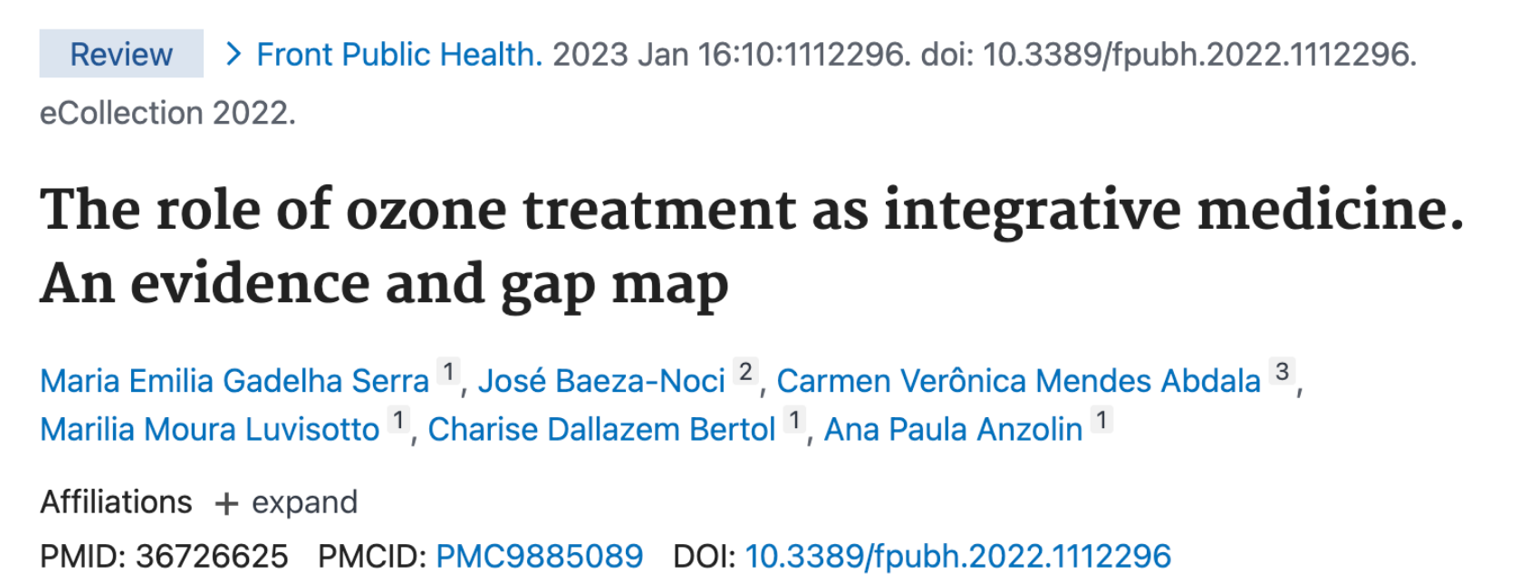 Review > Front Public Health. 2023 Jan 16:10:1112296. doi: 10.3389/fpubh.2022.1112296.
eCollection 2022.
The role of ozone treatment as integrative medicine.
An evidence and gap map
Maria Emilia Gadelha Serra 1, José Baeza-Noci 2, Carmen Verônica Mendes Abdala 3,
Marilia Moura Luvisotto 1, Charise Dallazem Bertol 1, Ana Paula Anzolin 1
Affiliations + expand
PMID: 36726625 PMCID: PMC9885089 DOI: 10.3389/fpubh.2022.1112296